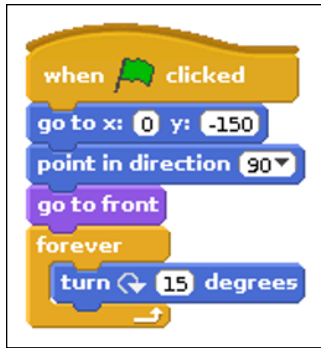 when clicked
go to x: 0 y: -150
point in direction 90
go to front
forever
turn 15 degrees